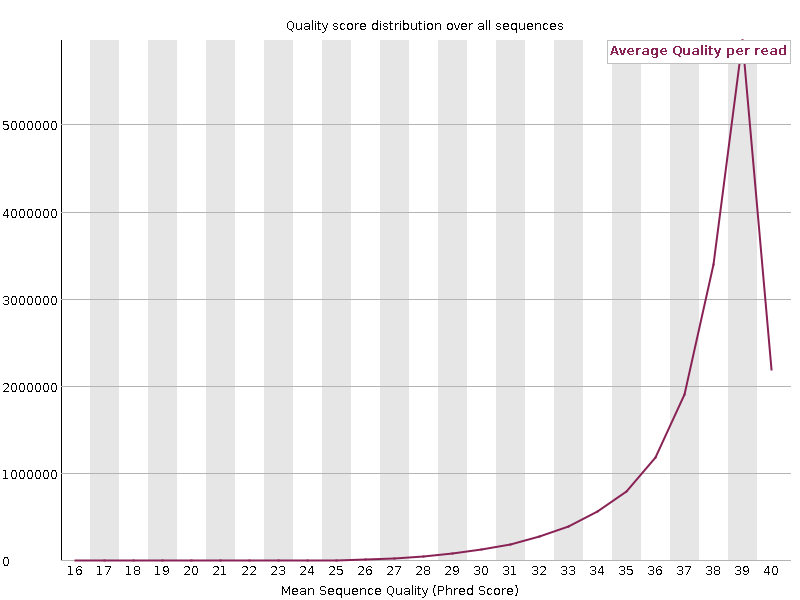 Quality score distribution over all sequences
Average Quality per read
5000000
4000000
3000000
2000000
1000000
0
16 17 18 19 20 21 22 23 24 25 26 27 28 29 30 31 32 33 34 35 36 37 38 39 40
Mean Sequence Quality (Phred Score)